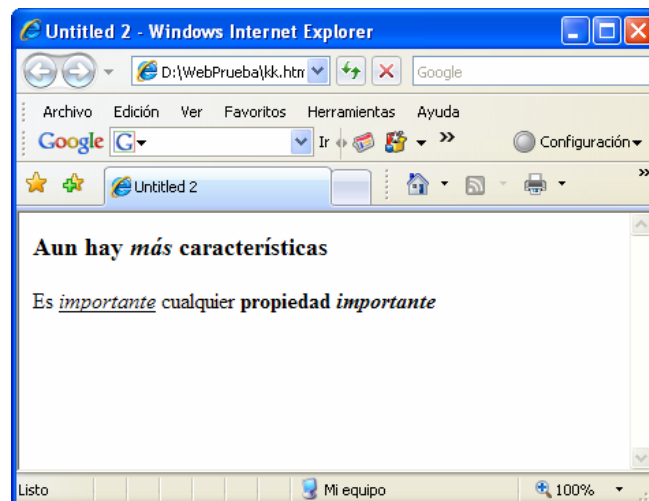 Untitled 2 - Windows Internet Explorer
D:\WebPrueba\kk.htm
Google
Archivo Edición Ver Favoritos Herramientas Ayuda
Google G Ir Configuración
Untitled 2
Aun hay más características
Es importante cualquier propiedad importante
Listo Mi equipo 100%